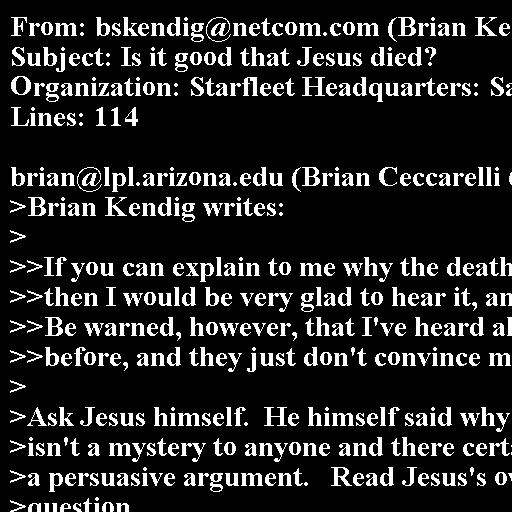 From: bskendig@netcom.com (Brian Ke
Subject: Is it good that Jesus died?
Organization: Starfleet Headquarters: Sa
Lines: 114

brian@lpl.arizona.edu (Brian Ceccarelli
>Brian Kendig writes:
>
>>If you can explain to me why the death
>>then I would be very glad to hear it, an
>>Be warned, however, that I've heard al
>>before, and they just don't convince m
>
>Ask Jesus himself.  He himself said why
>isn't a mystery to anyone and there cert
>a persuasive argument.   Read Jesus's ow
>question